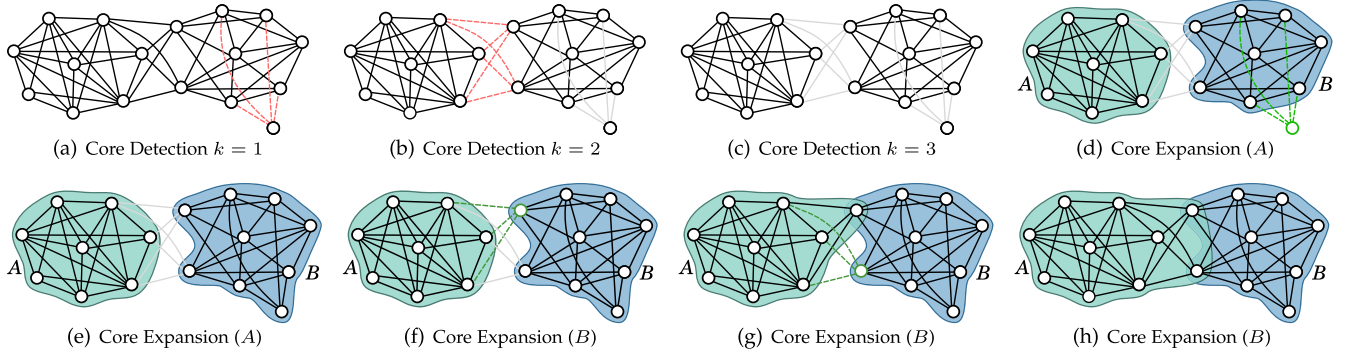 A
B
(a) Core Detection k = 1
(b) Core Detection k = 2
(c) Core Detection k = 3
(d) Core Expansion (A)
A
B
A
B
A
B
A
B
(e) Core Expansion (A)
(f) Core Expansion (B)
(g) Core Expansion (B)
(h) Core Expansion (B)